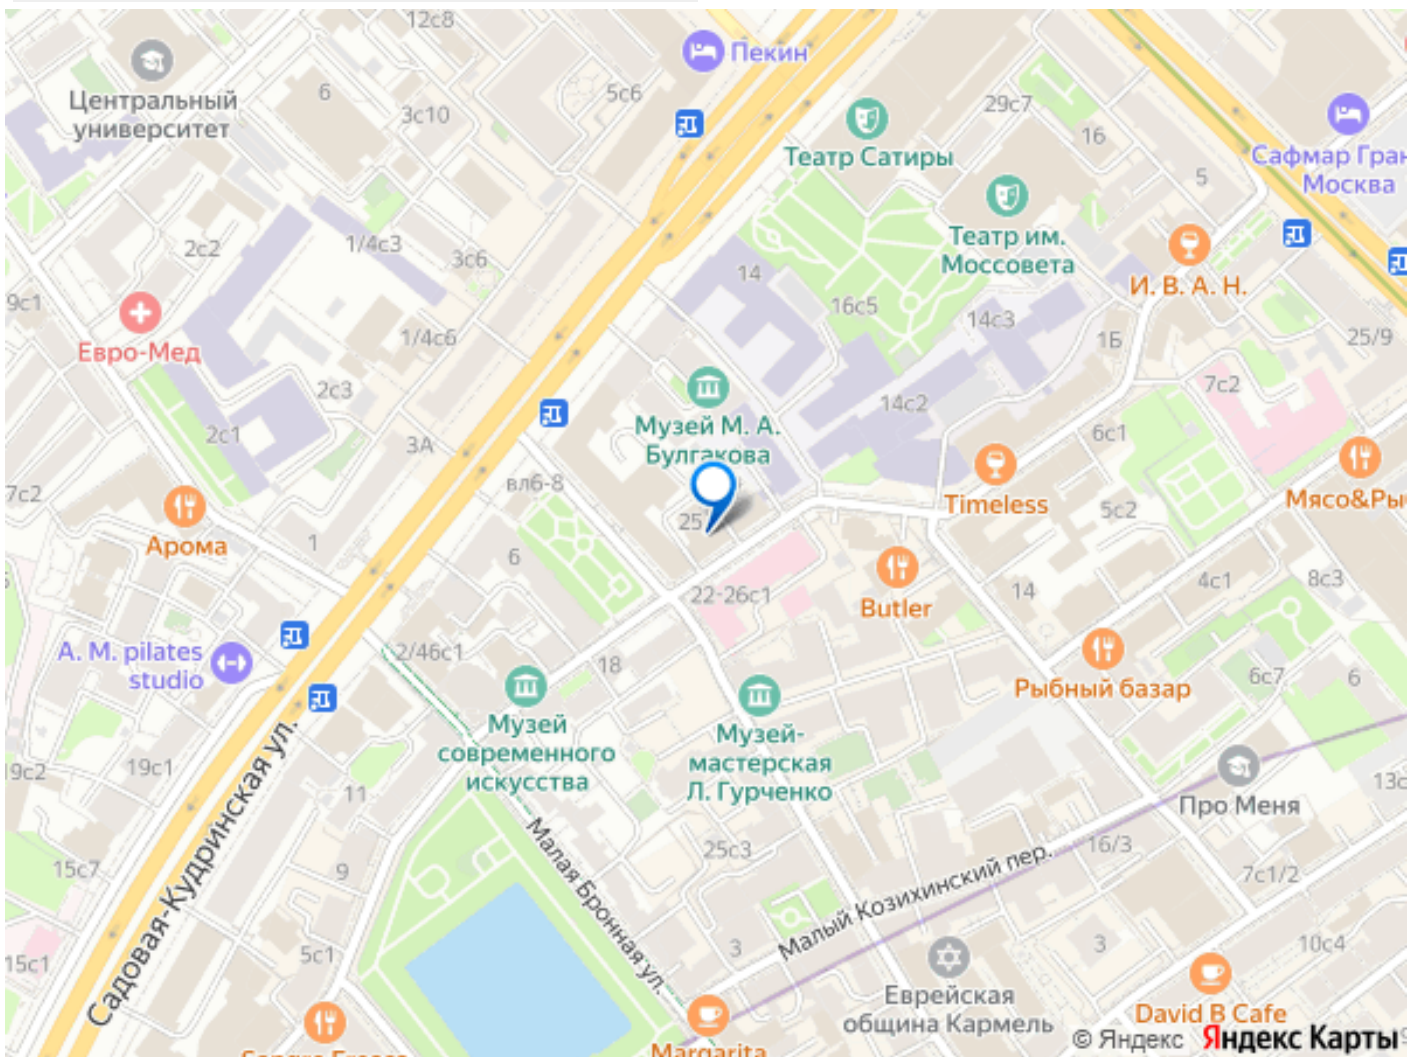 12с8
Пекин
Центральный
университет
6
3с10
5с6
29с7
16
Театр Сатиры
Сафмар Гран
Москва
5
Театр им.
Моссовета
2с2
1/4с3
3с6
14
И. В. А. Н.
9с1
16с5
14с3
1Б
25/9
Евро-Мед
1/4с6
2с3
7с2
Музей М. А.
Булгакова
14с2
6с1
2с1
3А
7с2
вл6-8
Timeless
Мясо&Ры
25
5с2
Арома
1
6
22-26с1
Butler
14
4с1
8с3
A. M. pilates
studio
2/46с1
18
Рыбный базар
6с7
6
Музей
современного
искусства
Музей-
мастерская
Л. Гурченко
19с2
19с1
11
Про Меня
13с
Садовая-Кудринская ул.
Малая Бронная ул.
25с3
Малый Козихинский пер.
16/3
15с7
9
7с1/2
15с1
5с1
3
3
10с4
Еврейская
община Кармель
David B Cafe
Margarita
© Яндекс Яндекс Карты